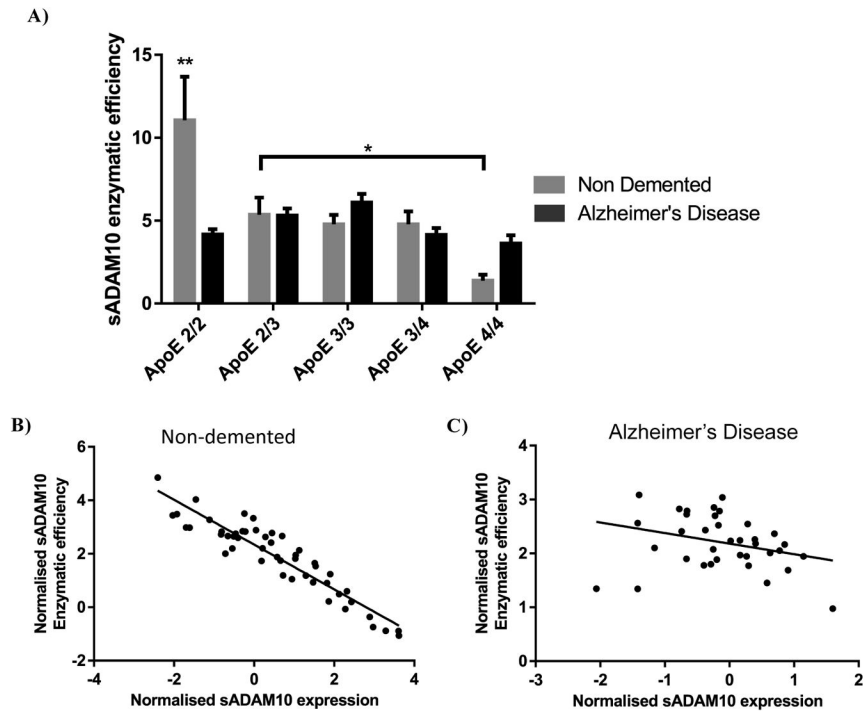 A)
sADAM10 enzymatic efficiency
15
10
5
0
**
*
ApoE 2/2
ApoE 2/3
ApoE 3/3
ApoE 3/4
ApoE 4/4
Non Demented
Alzheimer's Disease
B)
Non-demented
Normalised sADAM10
Enzymatic efficiency
6
4
2
0
-2
-4 -2 0 2 4
Normalised sADAM10 expression
C)
Alzheimer’s Disease
Normalised sADAM10
Enzymatic efficiency
4
3
2
1
0
-3 -2 -1 0 1 2
Normalised sADAM10 expression